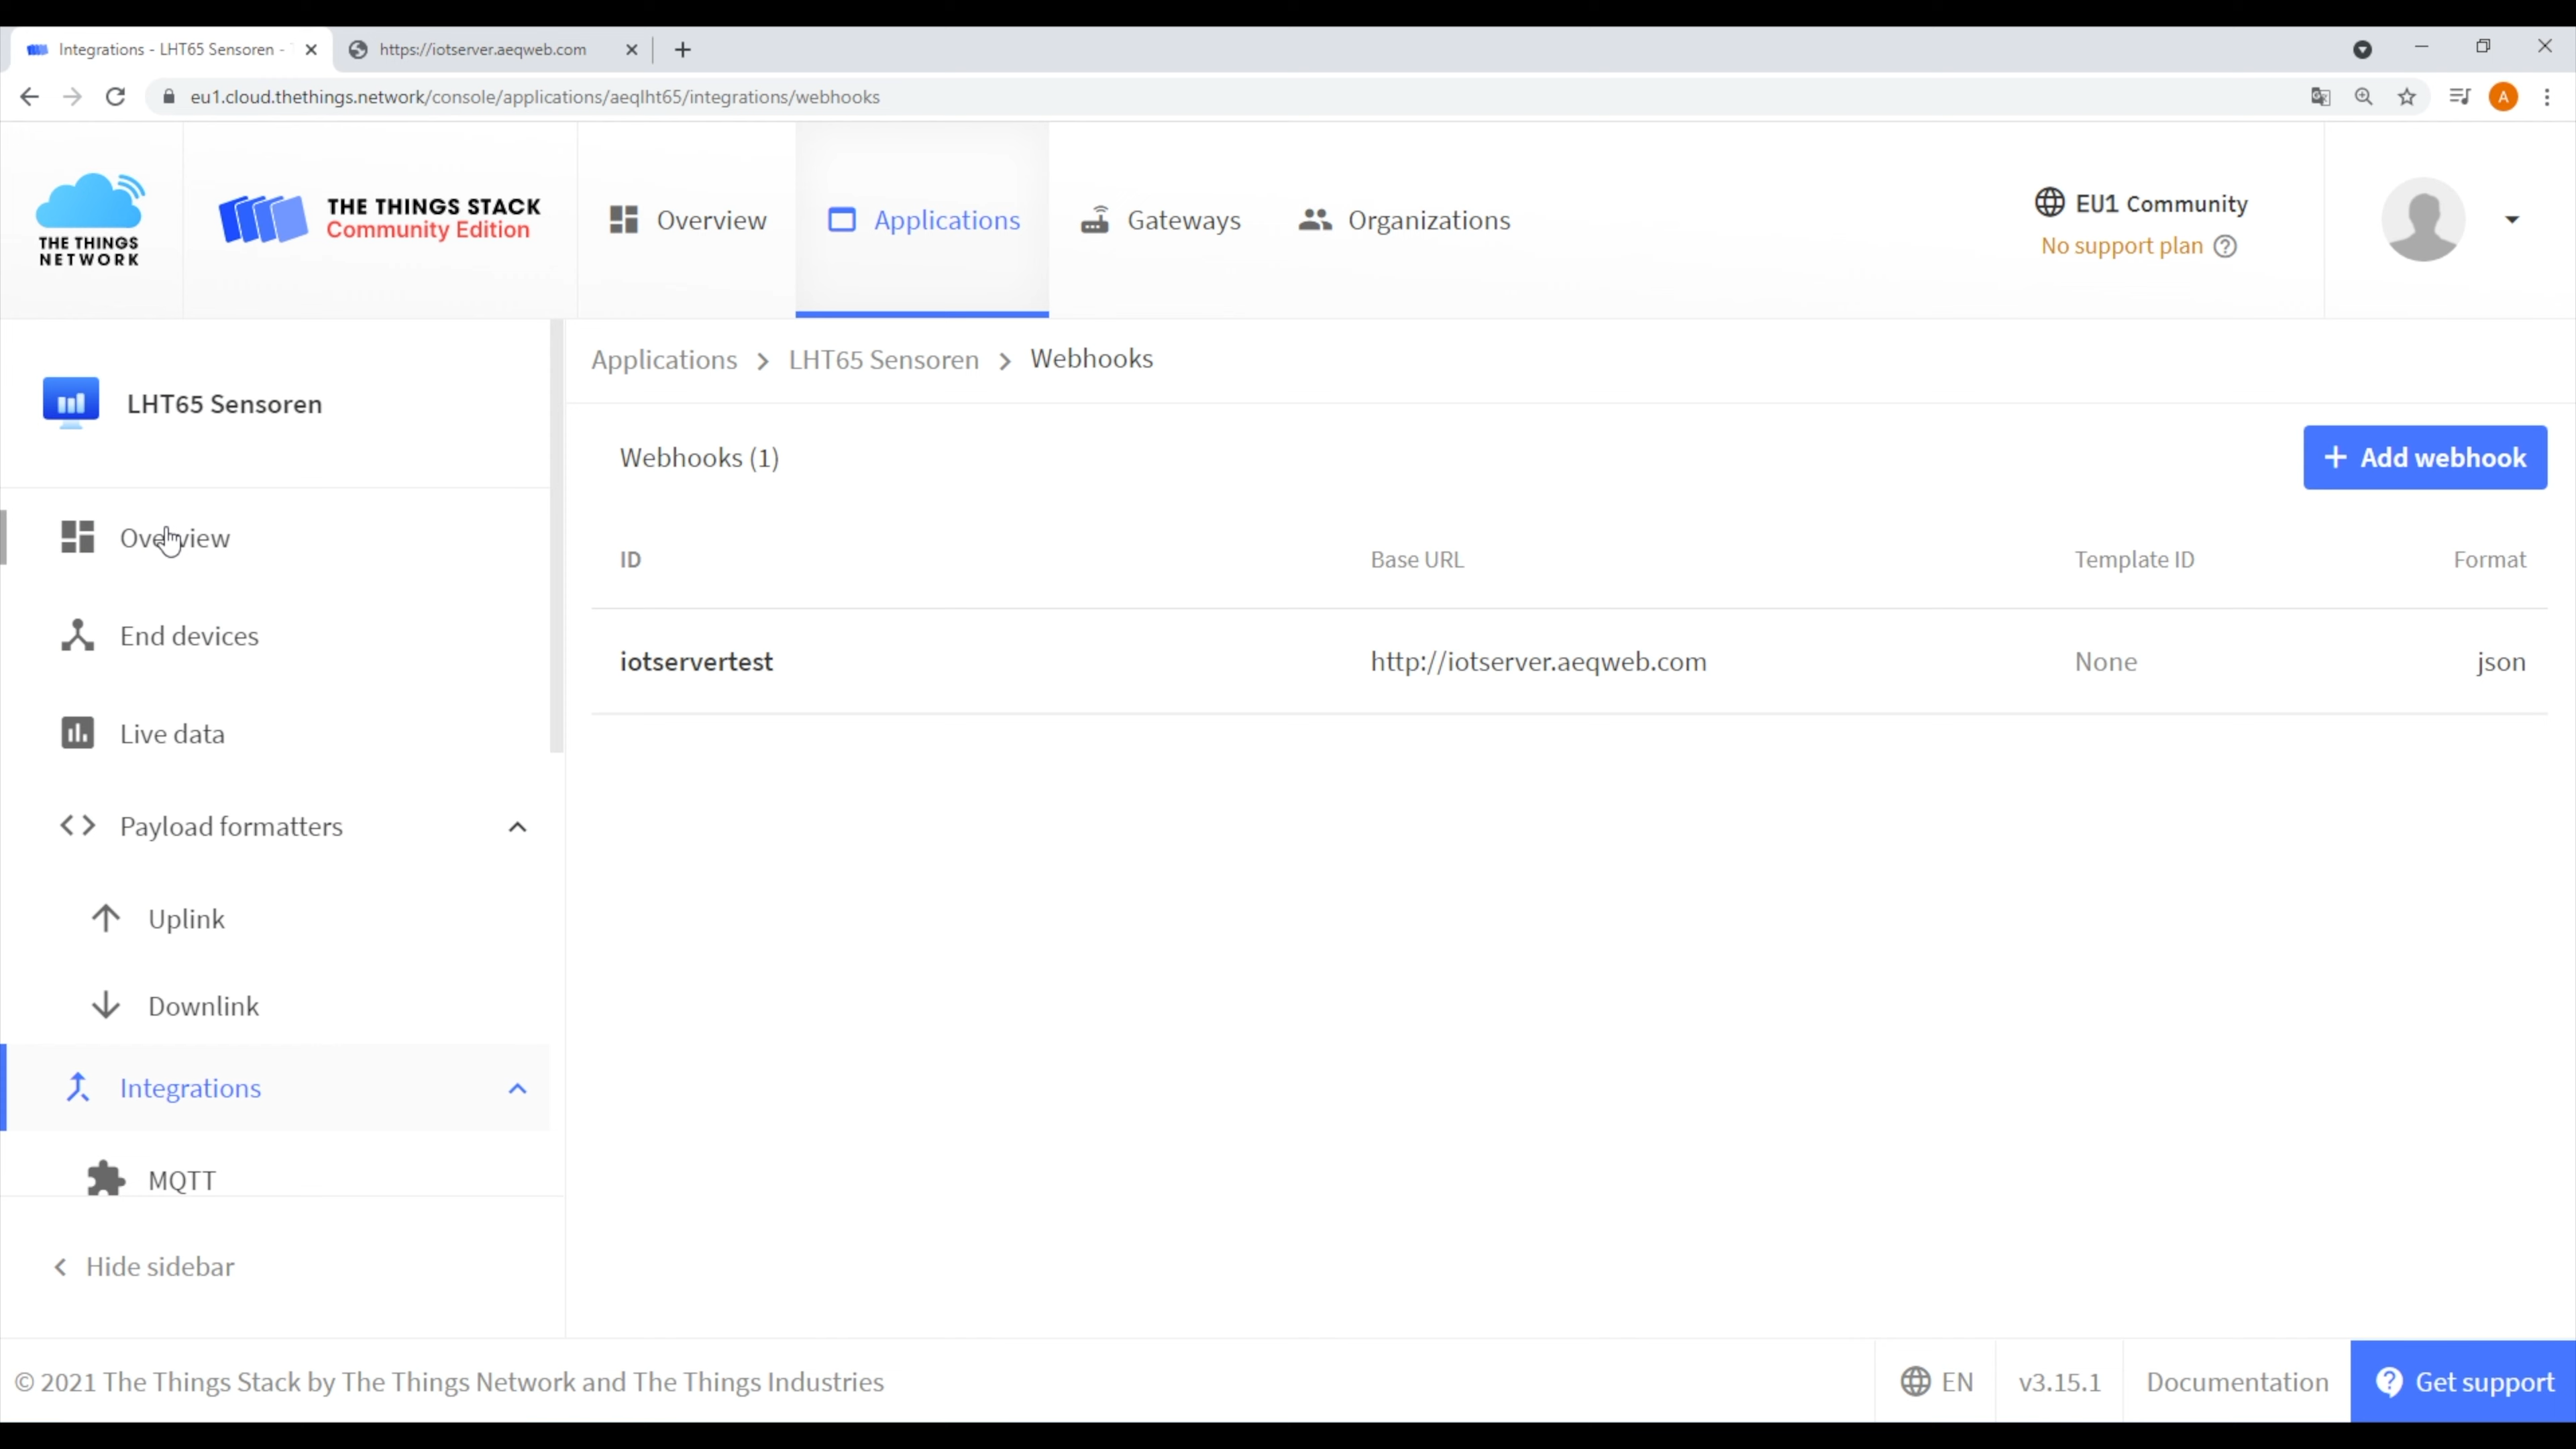 Integrations - LHT65 Sensoren -
https://iotserver.aeqweb.com
eu1.cloud.thethings.network/console/applications/aeqlht65/integrations/webhooks
A
THE THINGS
NETWORK
THE THINGS STACK
Community Edition
Overview
Applications
Gateways
Organizations
EU1 Community
No support plan
LHT65 Sensoren
Overview
End devices
Live data
Payload formatters
Uplink
Downlink
Integrations
MQTT
Hide sidebar
Applications > LHT65 Sensoren > Webhooks
Webhooks (1)
+ Add webhook
ID Base URL Template ID Format
iotservertest http://iotserver.aeqweb.com None json
© 2021 The Things Stack by The Things Network and The Things Industries
EN
v3.15.1
Documentation
Get support